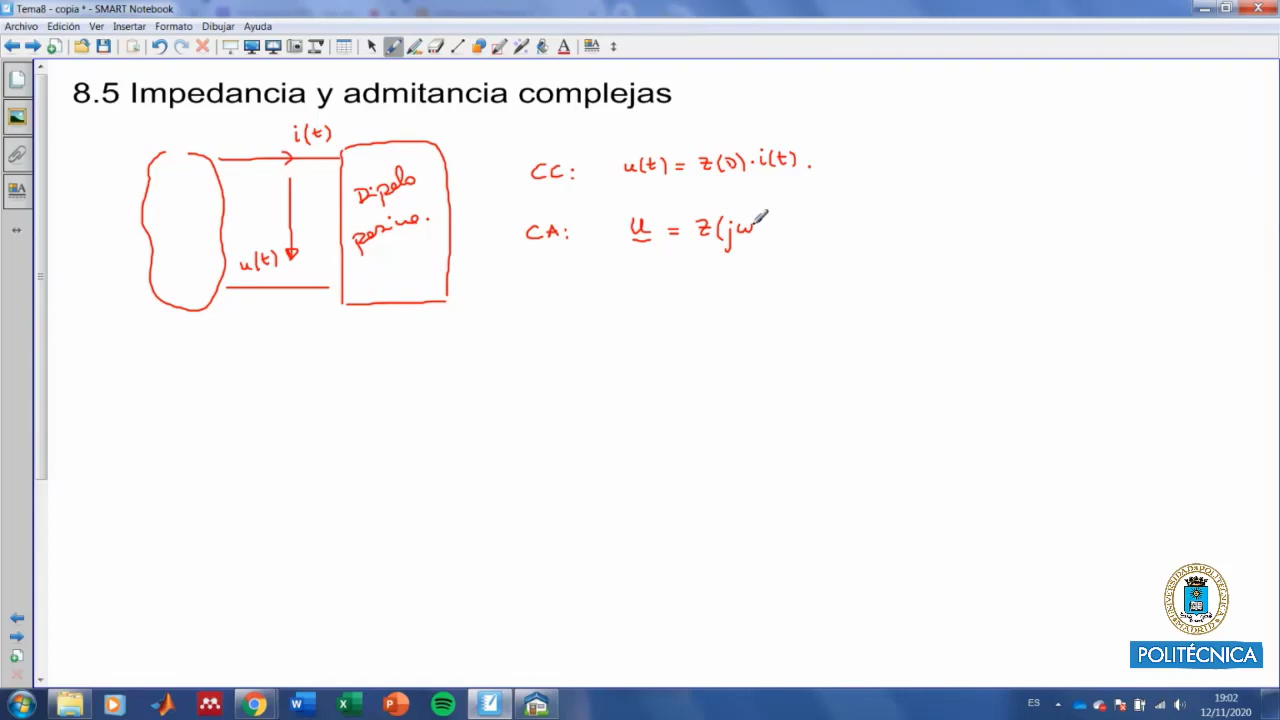 Tema8 - copia * - SMART Notebook
Archivo Edición Ver Insertar Formato Dibujar Ayuda
8.5 Impedancia y admitancia complejas
i(t)
Dipolo
pasivo.
u(t)
CC: u(t) = Z(0) · i(t).
CA: u = Z(jω
POLITÉCNICA
ES
19:02
12/11/2020